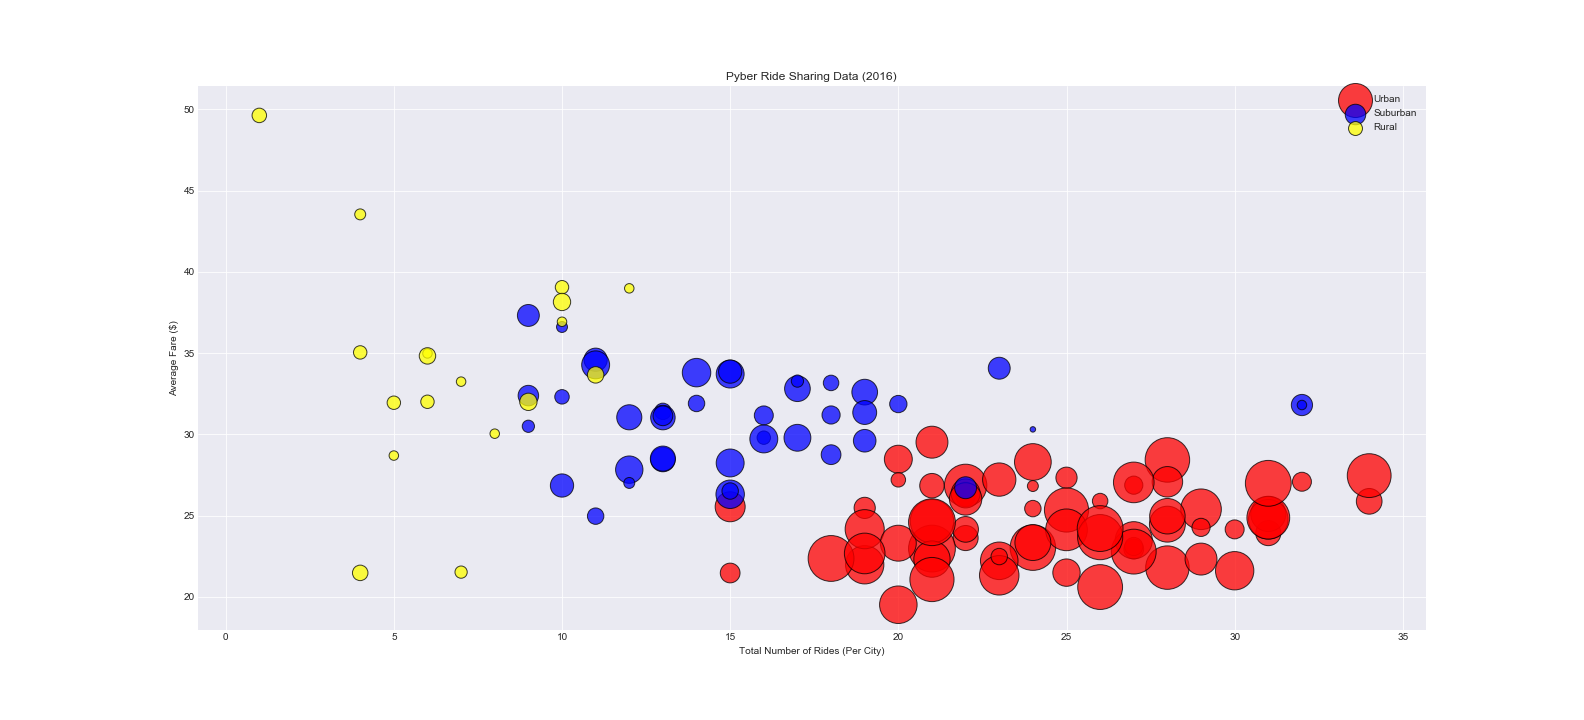 Pyber Ride Sharing Data (2016)
Urban
Suburban
Rural
Average Fare ($)
50
45
40
35
30
25
20
0 5 10 15 20 25 30 35
Total Number of Rides (Per City)